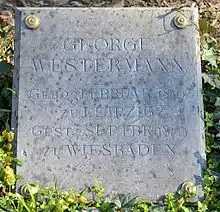 GEORGE
WESTERMANN
GEB. 23. FEBRUAR 1810
ZU LEIPZIG
GEST. 7. SEPTBR. 1879
ZU WIESBADEN